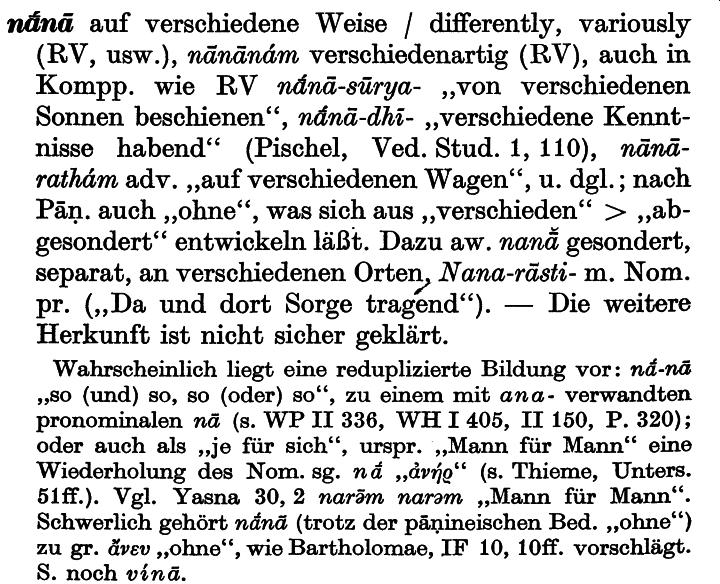 nā́nā auf verschiedene Weise / differently, variously
(RV, usw.), nānānám verschiedenartig (RV), auch in
Kompp. wie RV nā́nā-sūrya- „von verschiedenen
Sonnen beschienen“, nā́nā-dhī- „verschiedene Kennt-
nisse habend“ (Pischel, Ved. Stud. 1, 110), nānā-
rathám adv. „auf verschiedenen Wagen“, u. dgl.; nach
Pāṇ. auch „ohne“, was sich aus „verschieden“ > „ab-
gesondert“ entwickeln läßt. Dazu aw. nanā̆ gesondert,
separat, an verschiedenen Orten, Nana-rāsti- m. Nom.
pr. („Da und dort Sorge tragend“). — Die weitere
Herkunft ist nicht sicher geklärt.
Wahrscheinlich liegt eine reduplizierte Bildung vor: nā́-nā
„so (und) so, so (oder) so“, zu einem mit ana- verwandten
pronominalen nā (s. WP II 336, WH I 405, II 150, P. 320);
oder auch als „je für sich“, urspr. „Mann für Mann“ eine
Wiederholung des Nom. sg. nā́ „ἀνήρ“ (s. Thieme, Unters.
51ff.). Vgl. Yasna 30, 2 narə̄m narəm „Mann für Mann“.
Schwerlich gehört nā́nā (trotz der pāṇineischen Bed. „ohne“)
zu gr. ἄνευ „ohne“, wie Bartholomae, IF 10, 10ff. vorschlägt.
S. noch vínā.